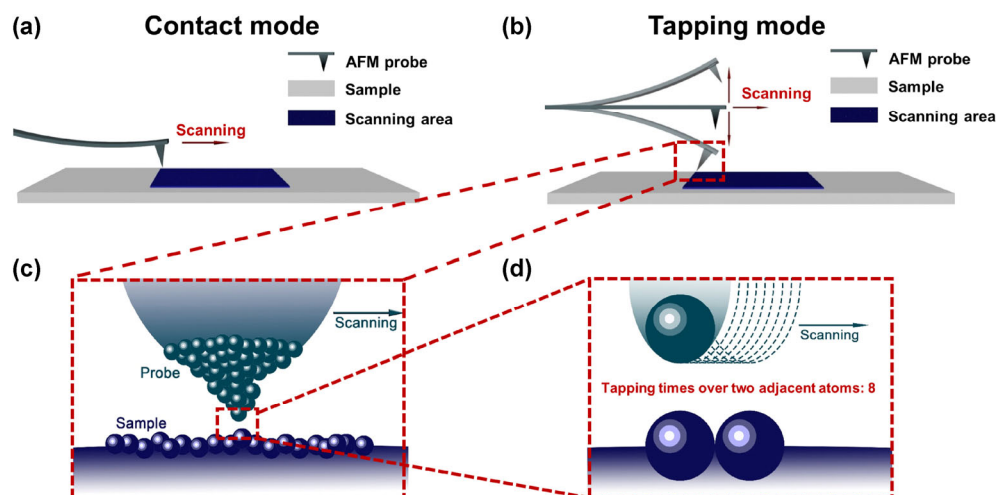 (a)
Contact mode
AFM probe
Sample
Scanning area
Scanning
(b)
Tapping mode
AFM probe
Sample
Scanning area
Scanning
(c)
Scanning
Probe
Sample
(d)
Scanning
Tapping times over two adjacent atoms: 8